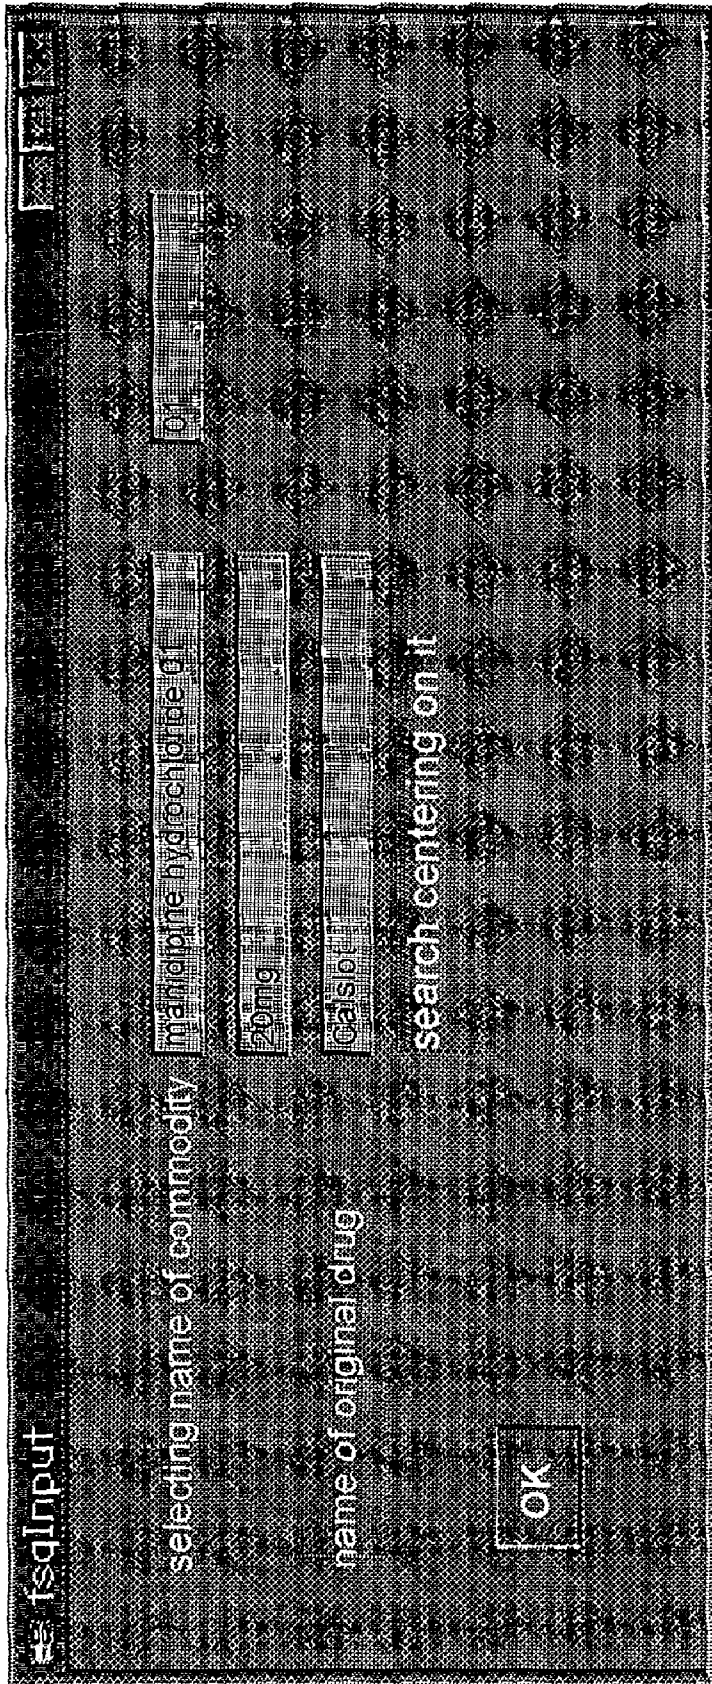 fsqInput
selecting name of commodity manidipine hydrochloride 01 01
20mg
name of original drug Calslot
search centering on it
OK